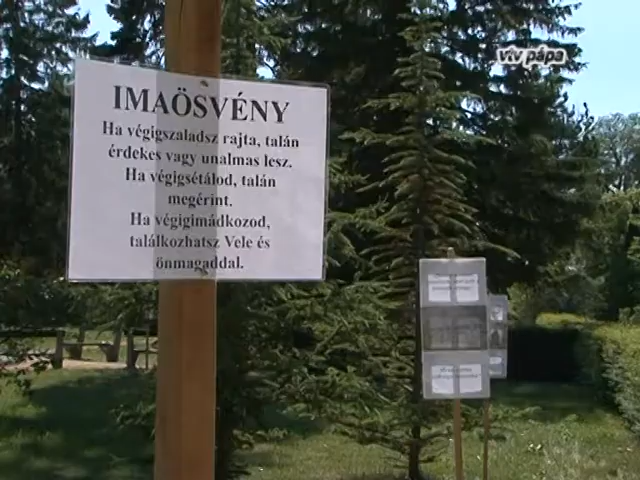 vtv pápa
IMAÖSVÉNY
Ha végigszaladsz rajta, talán
érdekes vagy unalmas lesz.
Ha végigsétálod, talán
megérint.
Ha végigimádkozod,
találkozhatsz Vele és
önmagaddal.